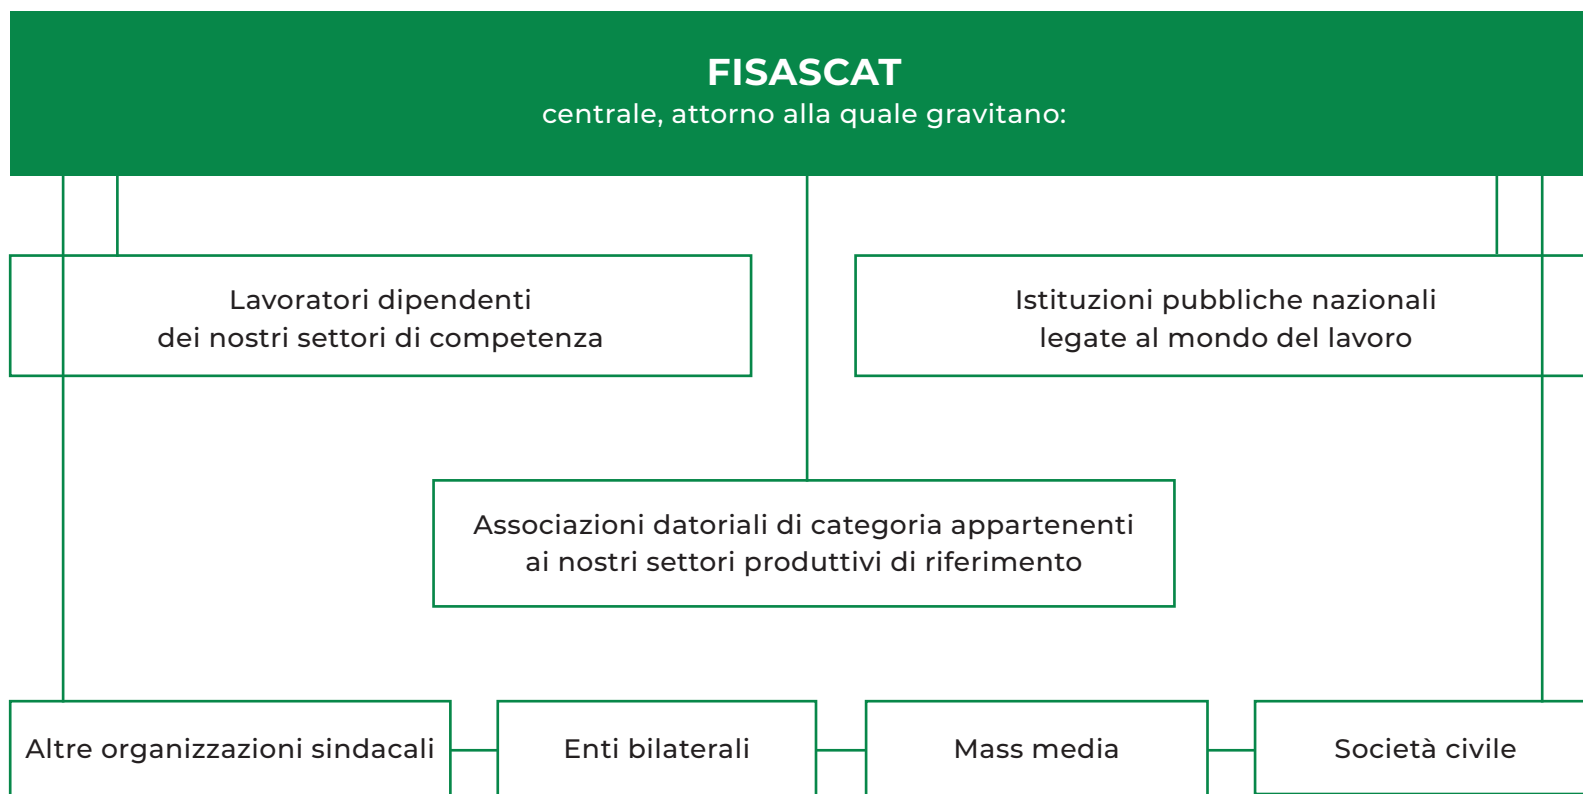 FISASCAT
centrale, attorno alla quale gravitano:
Lavoratori dipendenti
dei nostri settori di competenza
Istituzioni pubbliche nazionali
legate al mondo del lavoro
Associazioni datoriali di categoria appartenenti
ai nostri settori produttivi di riferimento
Altre organizzazioni sindacali
Enti bilaterali
Mass media
Società civile